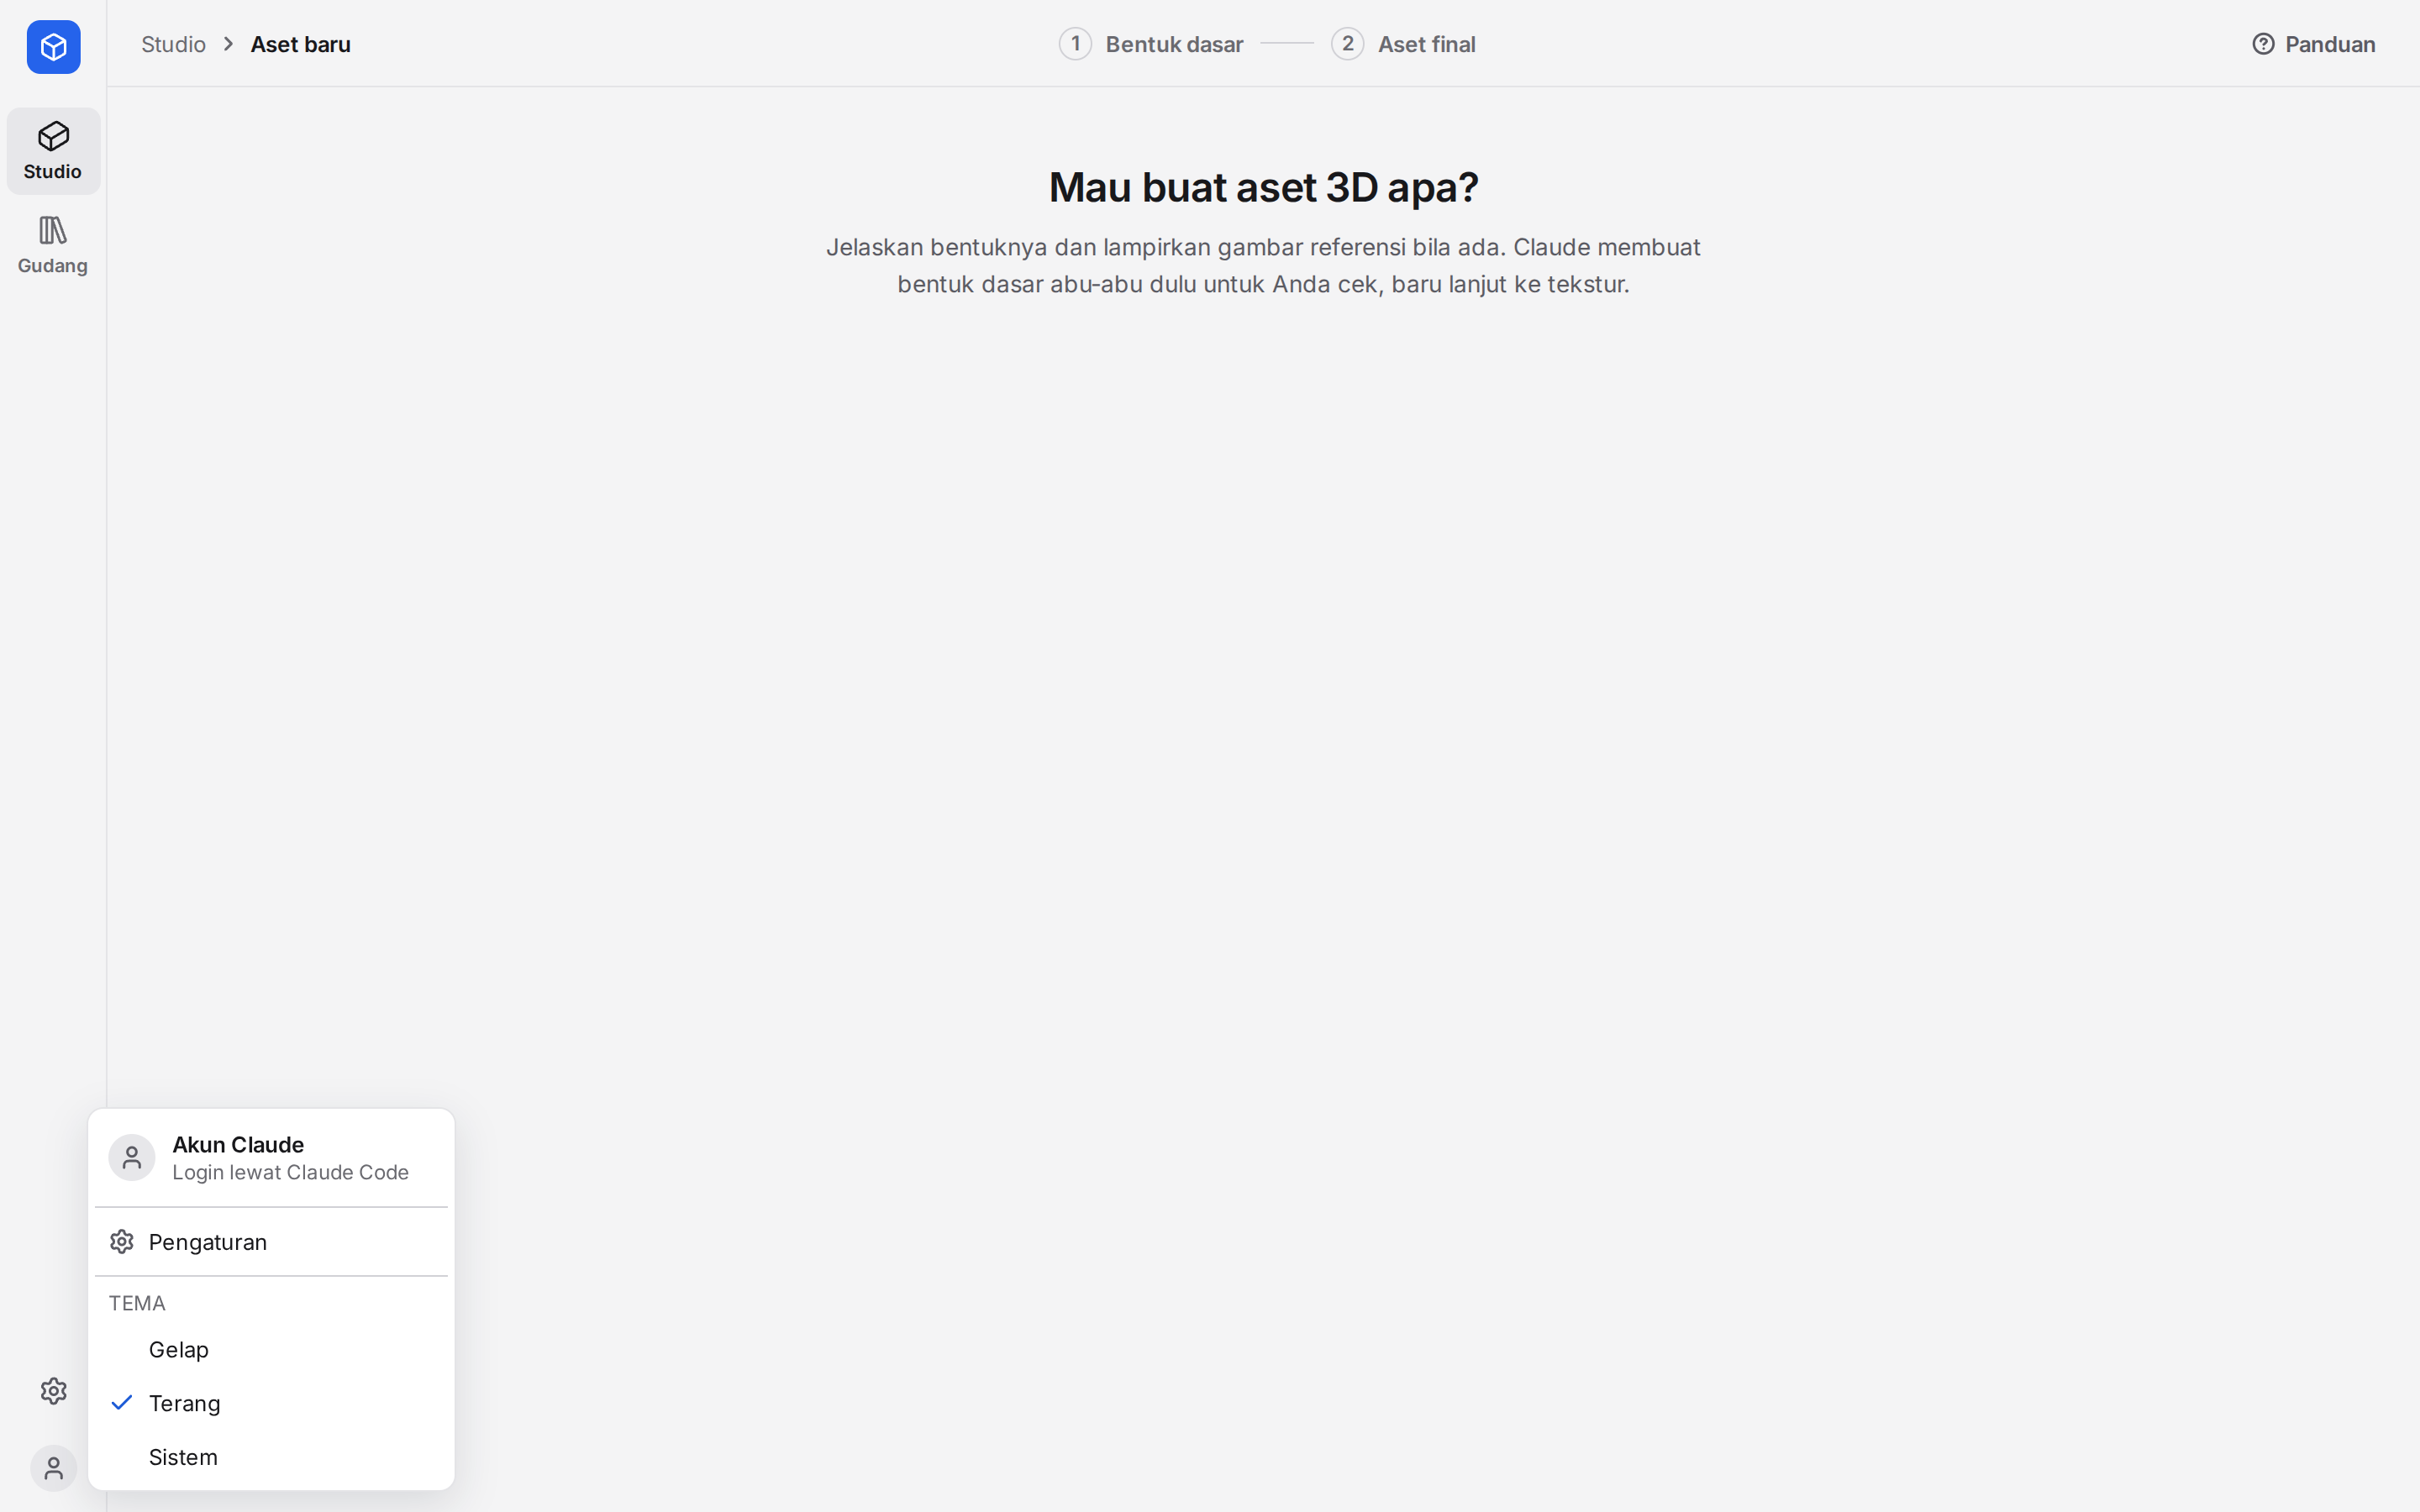 Studio > Aset baru
1 Bentuk dasar 2 Aset final
Panduan
Studio
Gudang
Mau buat aset 3D apa?
Jelaskan bentuknya dan lampirkan gambar referensi bila ada. Claude membuat
bentuk dasar abu-abu dulu untuk Anda cek, baru lanjut ke tekstur.
Akun Claude
Login lewat Claude Code
Pengaturan
TEMA
Gelap
Terang
Sistem